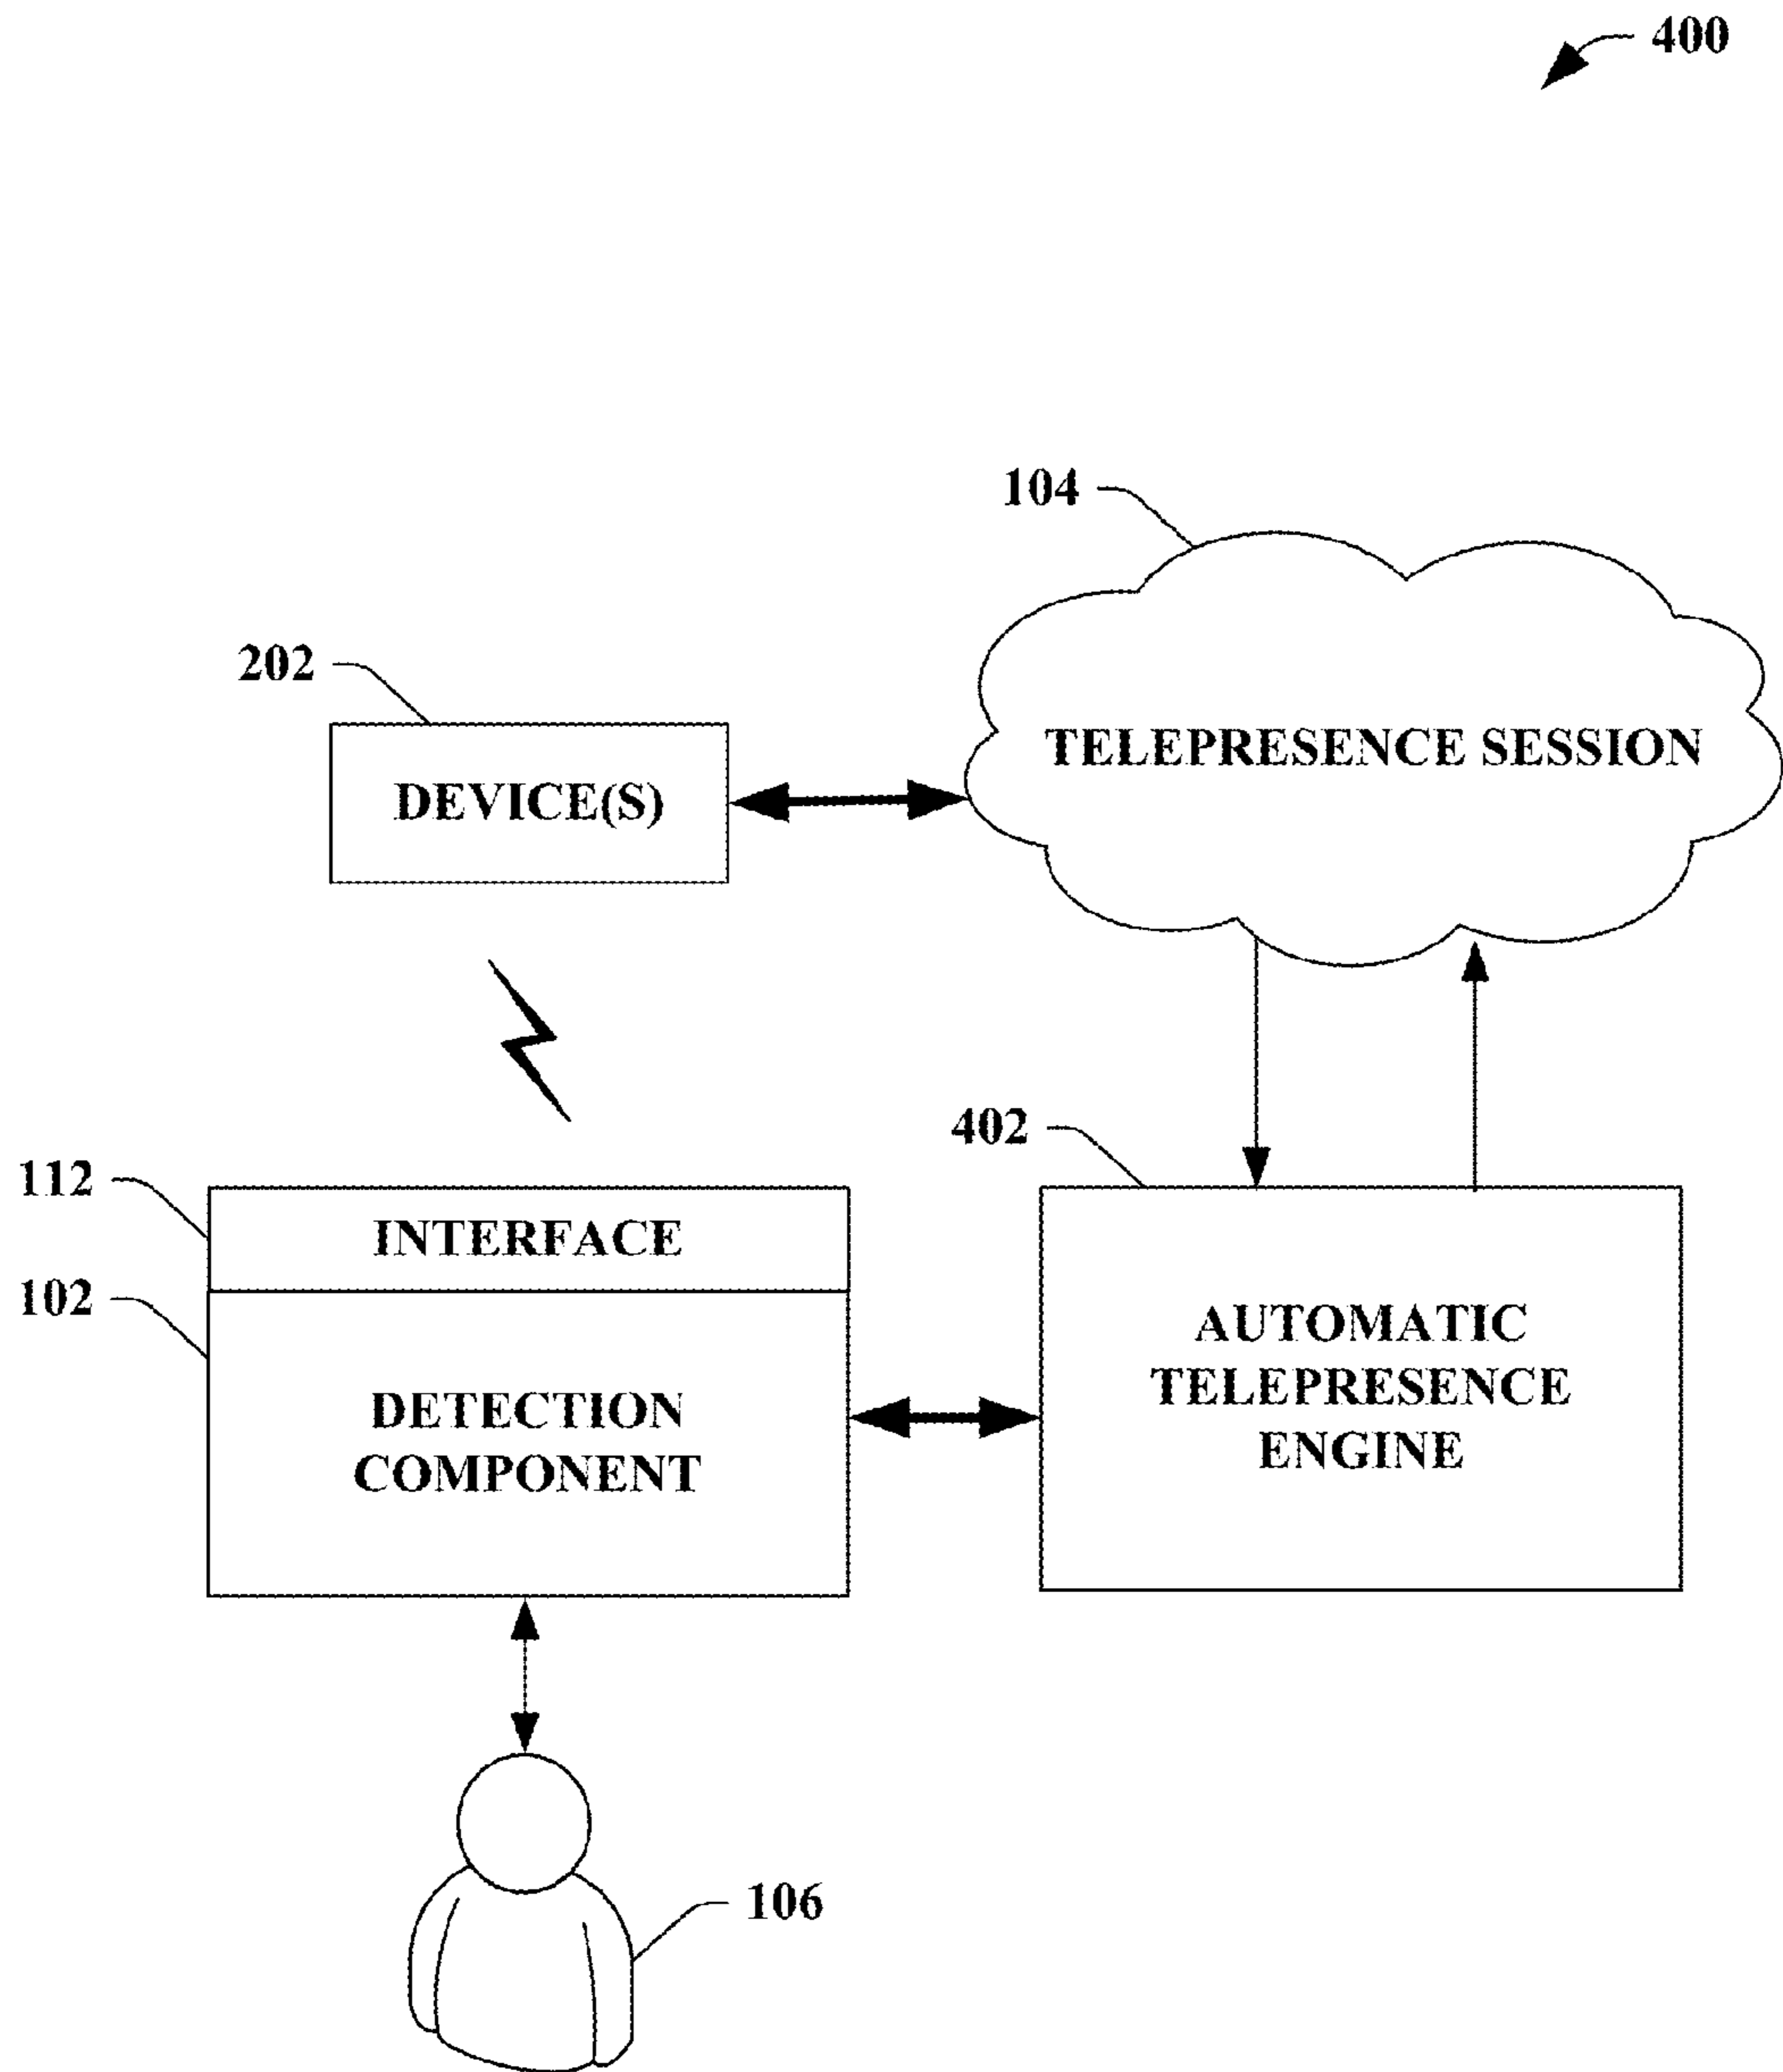 400
104
TELEPRESENCE SESSION
202
DEVICE(S)
402
112
INTERFACE
102
DETECTION
COMPONENT
AUTOMATIC
TELEPRESENCE
ENGINE
106